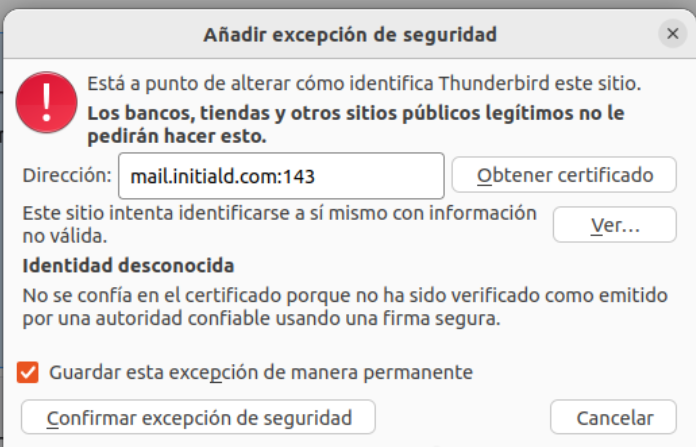 Añadir excepción de seguridad
Está a punto de alterar cómo identifica Thunderbird este sitio.
Los bancos, tiendas y otros sitios públicos legítimos no le
pedirán hacer esto.
Dirección: mail.initiald.com:143 Obtener certificado
Este sitio intenta identificarse a sí mismo con información
no válida.
Ver...
Identidad desconocida
No se confía en el certificado porque no ha sido verificado como emitido
por una autoridad confiable usando una firma segura.
Guardar esta excepción de manera permanente
Confirmar excepción de seguridad Cancelar